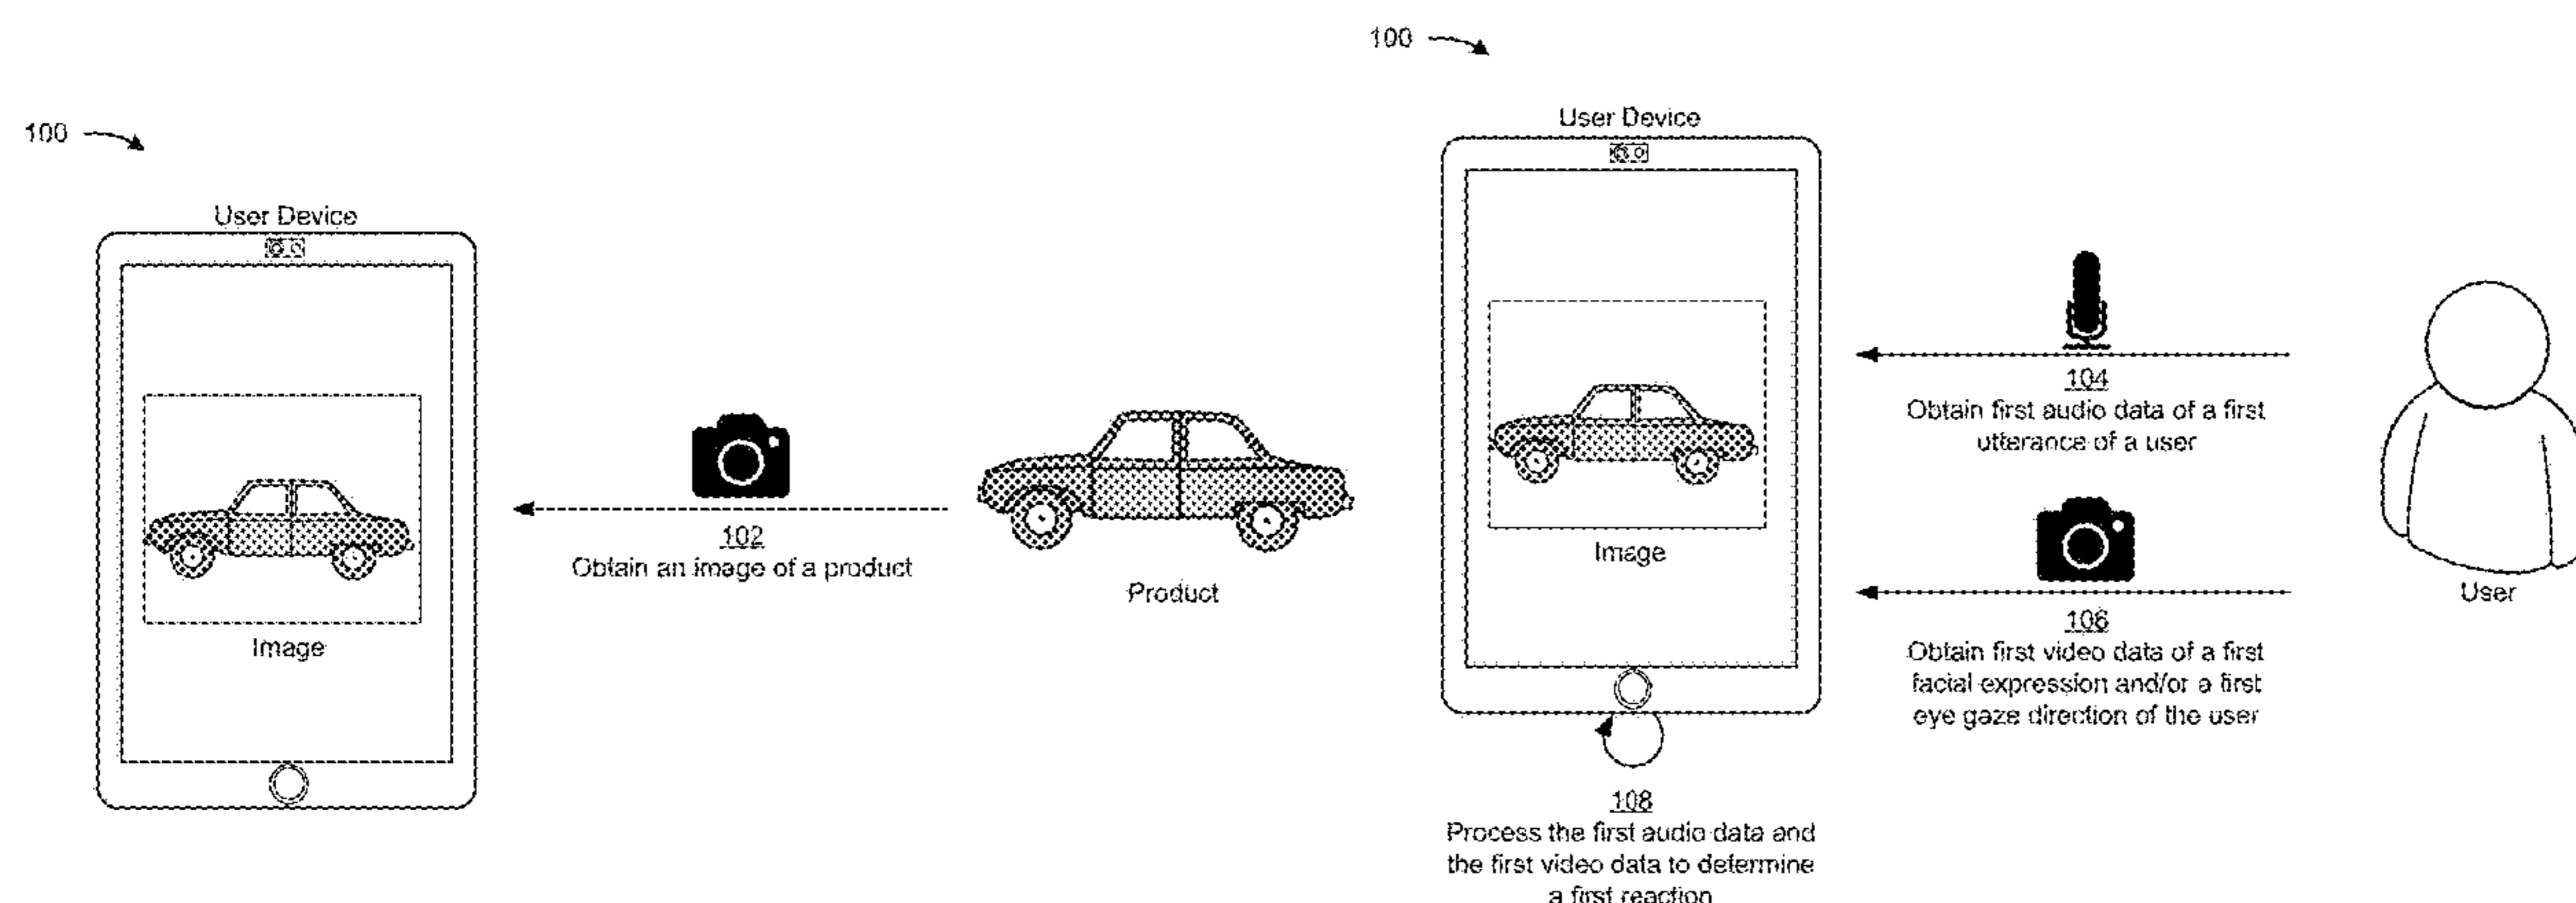 100
User Device
Image
102
Obtain an image of a product
Product
100
User Device
Image
104
Obtain first audio data of a first
utterance of a user
106
Obtain first video data of a first
facial expression and/or a first
eye gaze direction of the user
User
108
Process the first audio data and
the first video data to determine
a first reaction